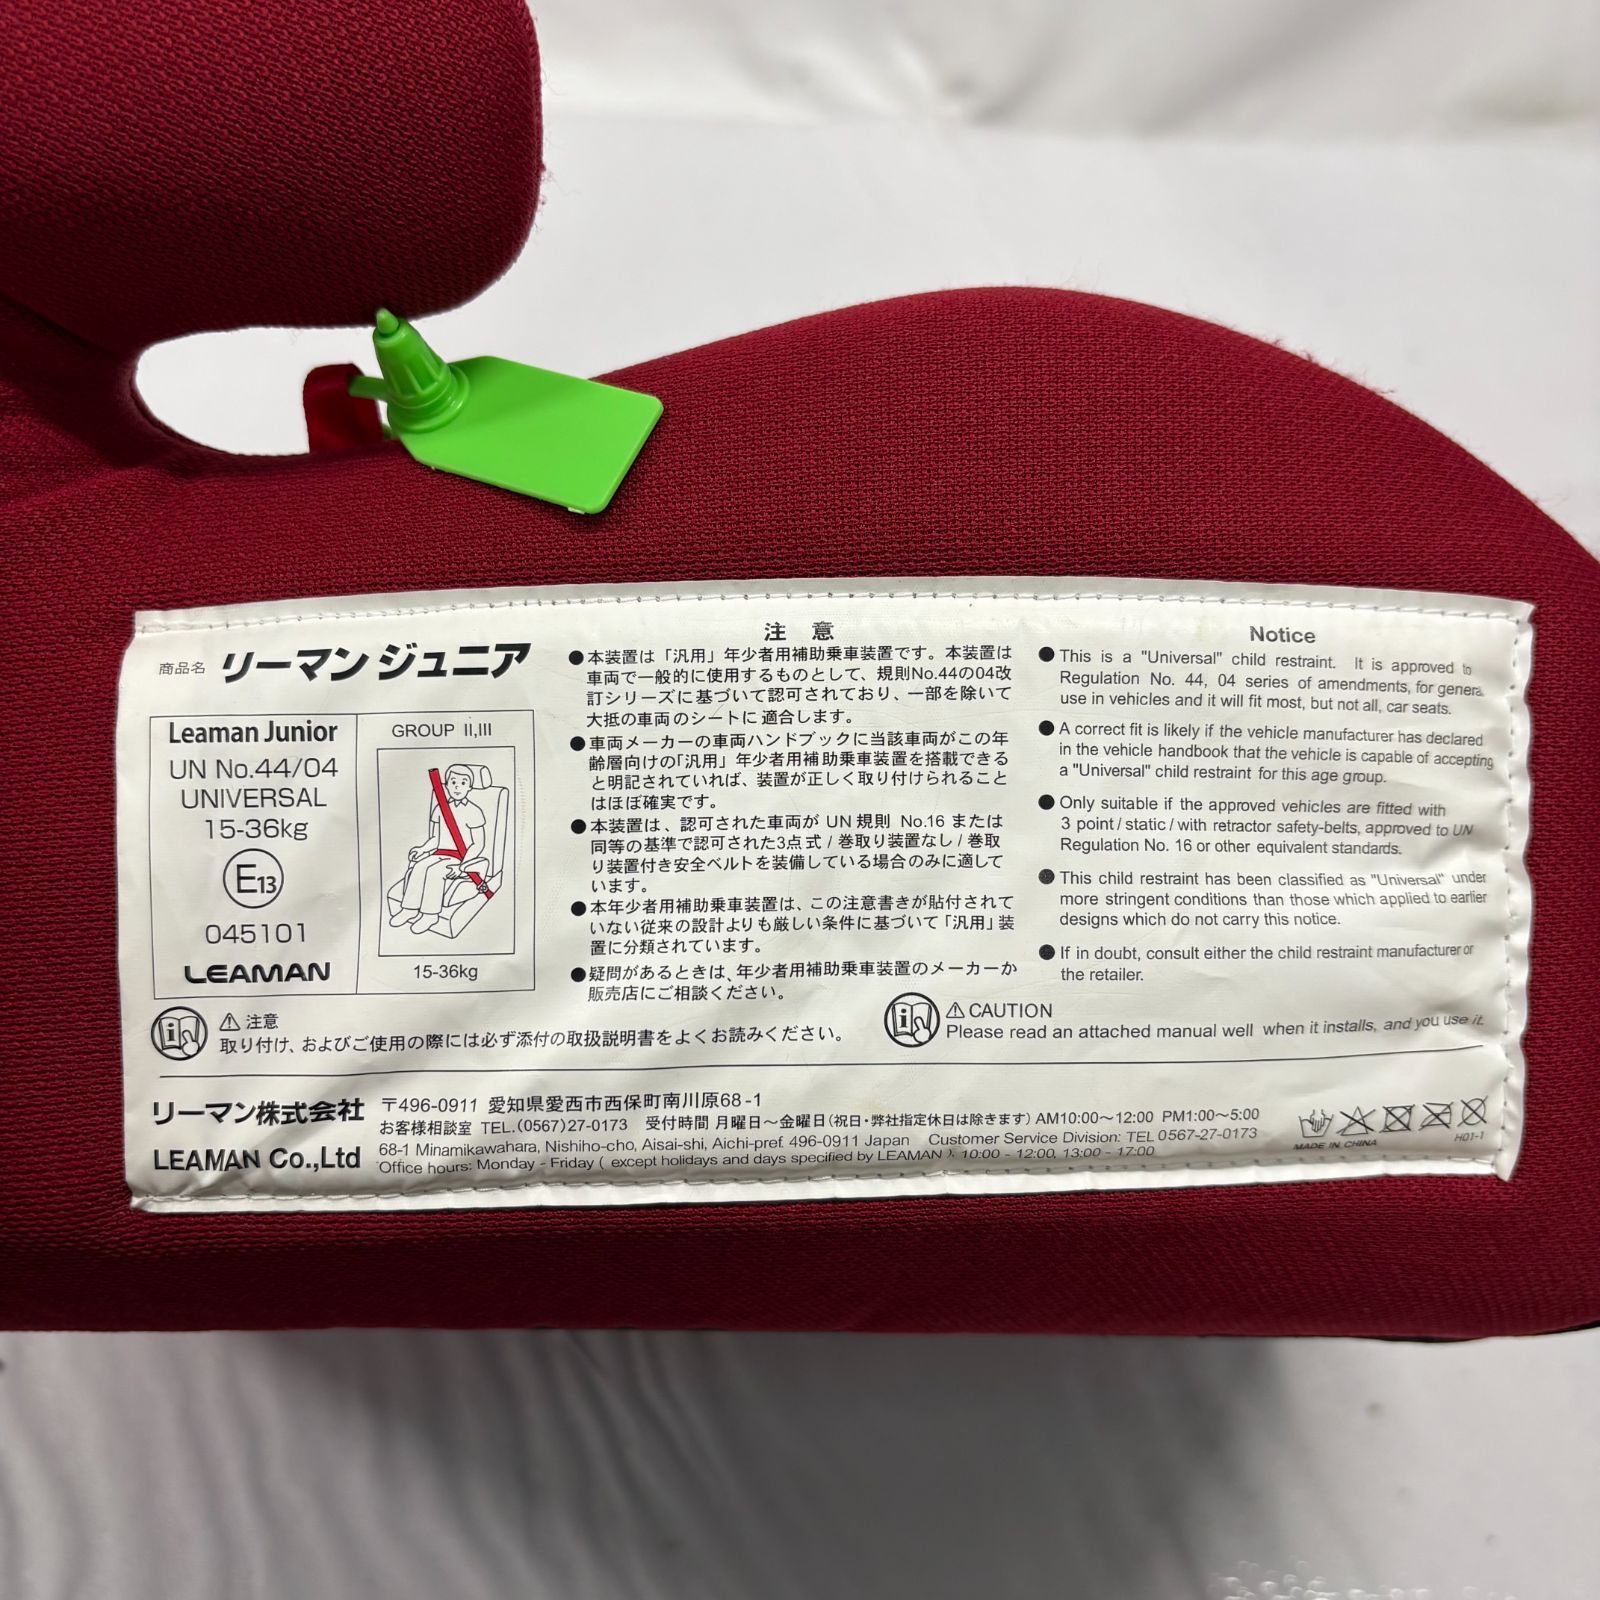 商品名 リーマン ジュニア
Leaman Junior
UN No.44/04
UNIVERSAL
15-36kg
E13
045101
LEAMAN
GROUP II,III
15-36kg
注 意
●本装置は「汎用」年少者用補助乗車装置です。本装置は
車両で一般的に使用するものとして、規則No.44の04改
訂シリーズに基づいて認可されており、一部を除いて
大抵の車両のシートに適合します。
●車両メーカーの車両ハンドブックに当該車両がこの年
齢層向けの「汎用」年少者用補助乗車装置を搭載できる
と明記されていれば、装置が正しく取り付けられること
はほぼ確実です。
●本装置は、認可された車両が UN 規則 No.16 または
同等の基準で認可された3点式 / 巻取り装置なし / 巻取
り装置付き安全ベルトを装備している場合のみに適して
います。
●本年少者用補助乗車装置は、この注意書きが貼付されて
いない従来の設計よりも厳しい条件に基づいて「汎用」装
置に分類されています。
●疑問があるときは、年少者用補助乗車装置のメーカーか
販売店にご相談ください。
Notice
●This is a "Universal" child restraint. It is approved to
Regulation No. 44, 04 series of amendments, for general
use in vehicles and it will fit most, but not all, car seats.
●A correct fit is likely if the vehicle manufacturer has declared
in the vehicle handbook that the vehicle is capable of accepting
a "Universal" child restraint for this age group.
●Only suitable if the approved vehicles are fitted with
3 point / static / with retractor safety-belts, approved to UN
Regulation No. 16 or other equivalent standards.
●This child restraint has been classified as "Universal" under
more stringent conditions than those which applied to earlier
designs which do not carry this notice.
●If in doubt, consult either the child restraint manufacturer or
the retailer.
⚠ 注意
取り付け、およびご使用の際には必ず添付の取扱説明書をよくお読みください。
⚠ CAUTION
Please read an attached manual well when it installs, and you use it.
リーマン株式会社
LEAMAN Co.,Ltd
〒496-0911 愛知県愛西市西保町南川原68-1
お客様相談室 TEL.(0567)27-0173 受付時間 月曜日〜金曜日(祝日・弊社指定休日は除きます) AM10:00〜12:00 PM1:00〜5:00
68-1 Minamikawahara, Nishiho-cho, Aisai-shi, Aichi-pref. 496-0911 Japan Customer Service Division: TEL 0567-27-0173
Office hours: Monday - Friday ( except holidays and days specified by LEAMAN ), 10:00 - 12:00, 13:00 - 17:00
MADE IN CHINA
H01-1